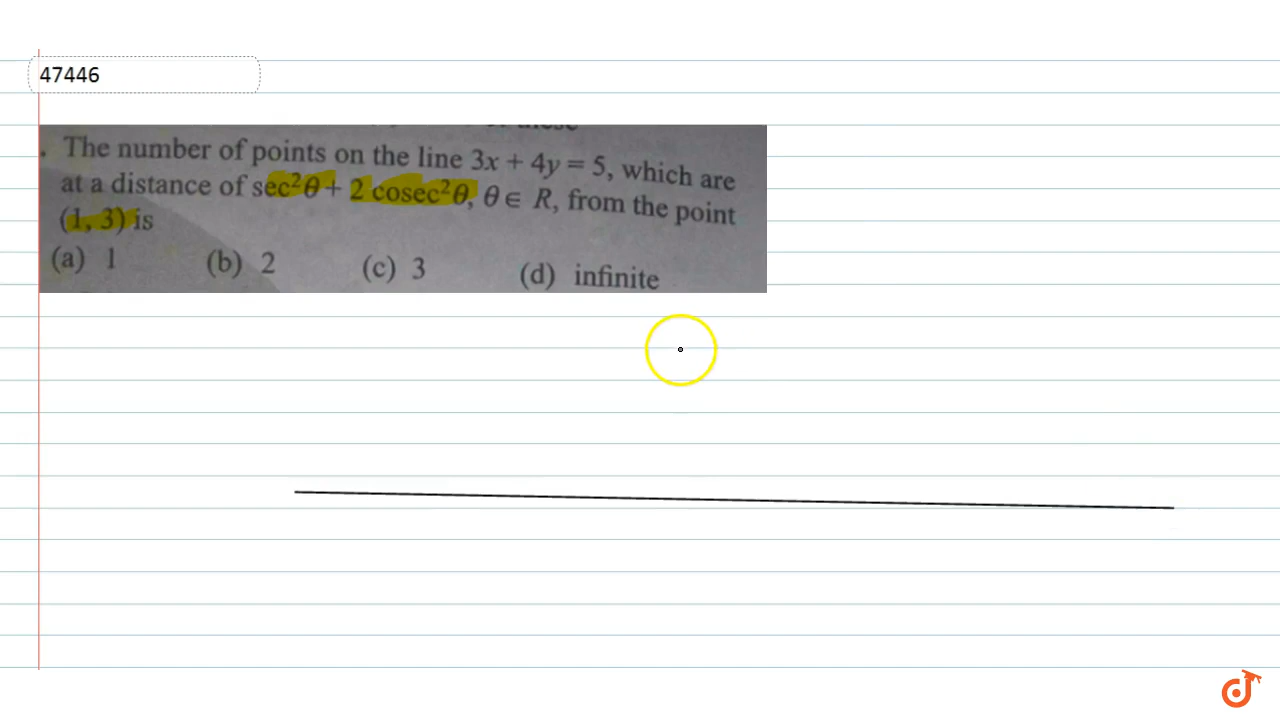 47446
. The number of points on the line 3x + 4y = 5, which are
at a distance of sec²θ + 2 cosec²θ, θ ∈ R, from the point
(1, 3) is
(a) 1 (b) 2 (c) 3 (d) infinite